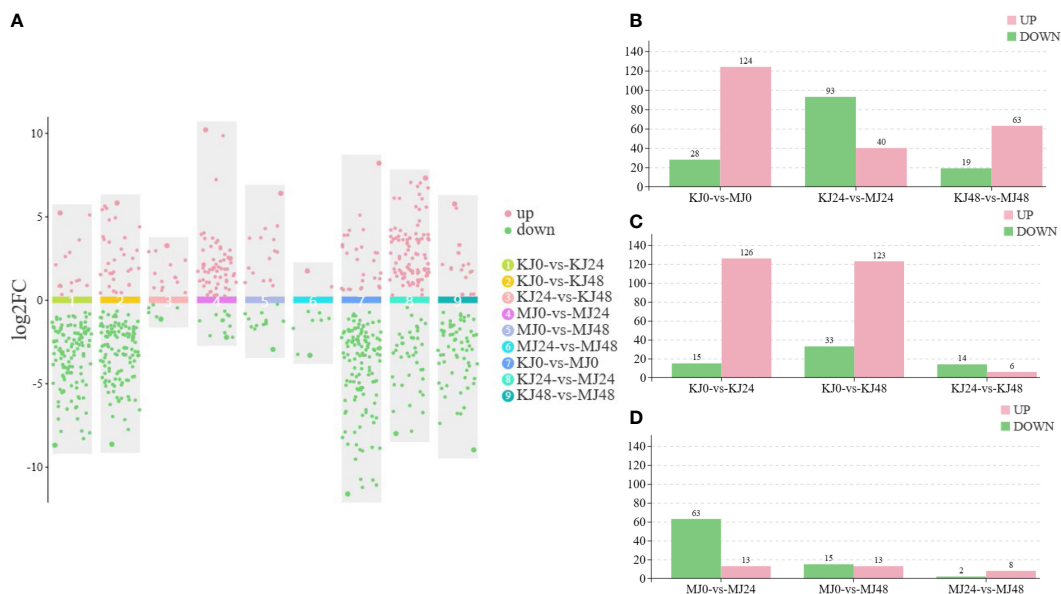 A
log2FC
10
5
0
-5
-10
1
2
3
4
5
6
7
8
9
up
down
1 KJ0-vs-KJ24
2 KJ0-vs-KJ48
3 KJ24-vs-KJ48
4 MJ0-vs-MJ24
5 MJ0-vs-MJ48
6 MJ24-vs-MJ48
7 KJ0-vs-MJ0
8 KJ24-vs-MJ24
9 KJ48-vs-MJ48
B
UP
DOWN
140
120
100
80
60
40
20
0
28
124
93
40
19
63
KJ0-vs-MJ0
KJ24-vs-MJ24
KJ48-vs-MJ48
C
UP
DOWN
140
120
100
80
60
40
20
0
15
126
33
123
14
6
KJ0-vs-KJ24
KJ0-vs-KJ48
KJ24-vs-KJ48
D
UP
DOWN
140
120
100
80
60
40
20
0
63
13
15
13
2
8
MJ0-vs-MJ24
MJ0-vs-MJ48
MJ24-vs-MJ48